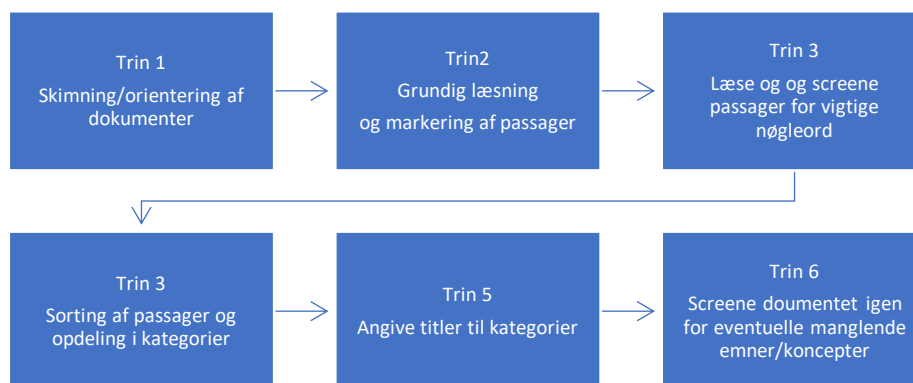 Trin 1
Skimning/orientering af
dokumenter
Trin2
Grundig læsning
og markering af passager
Trin 3
Læse og og screene
passager for vigtige
nøgleord
Trin 3
Sorting af passager og
opdeling i kategorier
Trin 5
Angive titler til kategorier
Trin 6
Screene doumentet igen
for eventuelle manglende
emner/koncepter